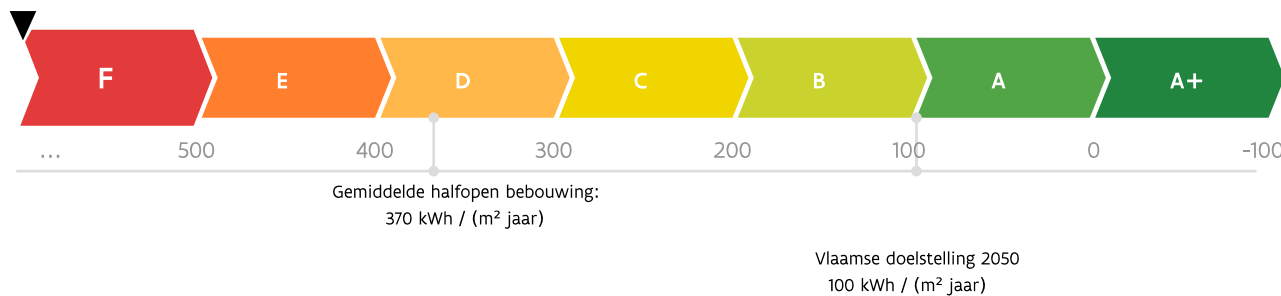 F E D C B A A+
... 500 400 300 200 100 0 -100
Gemiddelde halfopen bebouwing:
370 kWh / (m² jaar)
Vlaamse doelstelling 2050
100 kWh / (m² jaar)